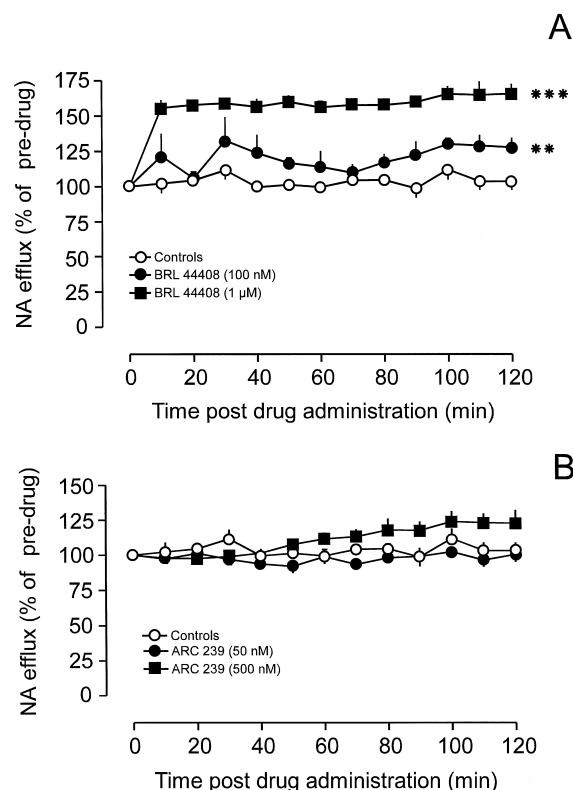 A
175
150
125
100
75
50
25
0
NA efflux (% of pre-drug)
***
**
Controls
BRL 44408 (100 nM)
BRL 44408 (1 µM)
0 20 40 60 80 100 120
Time post drug administration (min)
B
150
125
100
75
50
25
0
NA efflux (% of pre-drug)
Controls
ARC 239 (50 nM)
ARC 239 (500 nM)
0 20 40 60 80 100 120
Time post drug administration (min)